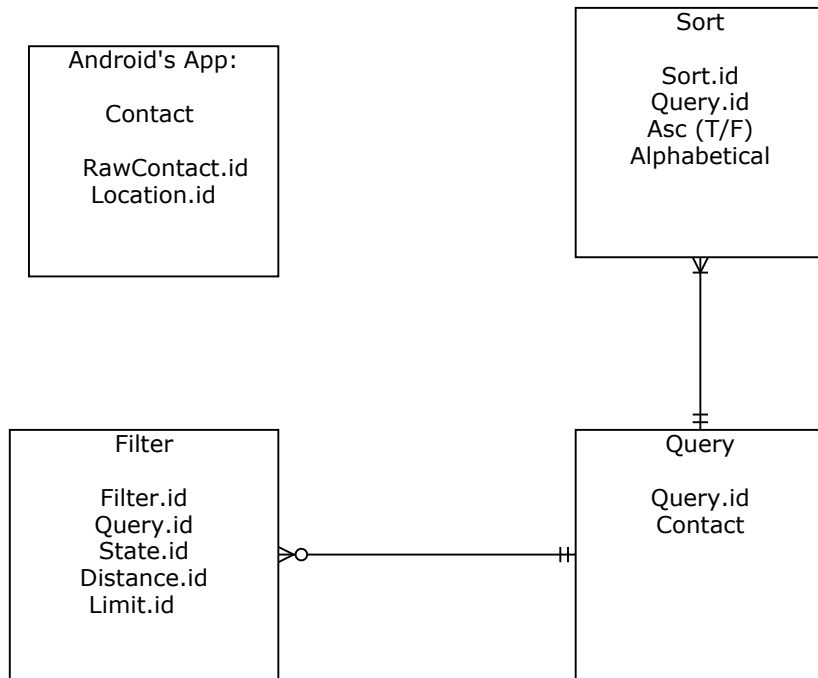 Android's App:
Contact
RawContact.id
Location.id
Sort
Sort.id
Query.id
Asc (T/F)
Alphabetical
Filter
Filter.id
Query.id
State.id
Distance.id
Limit.id
Query
Query.id
Contact